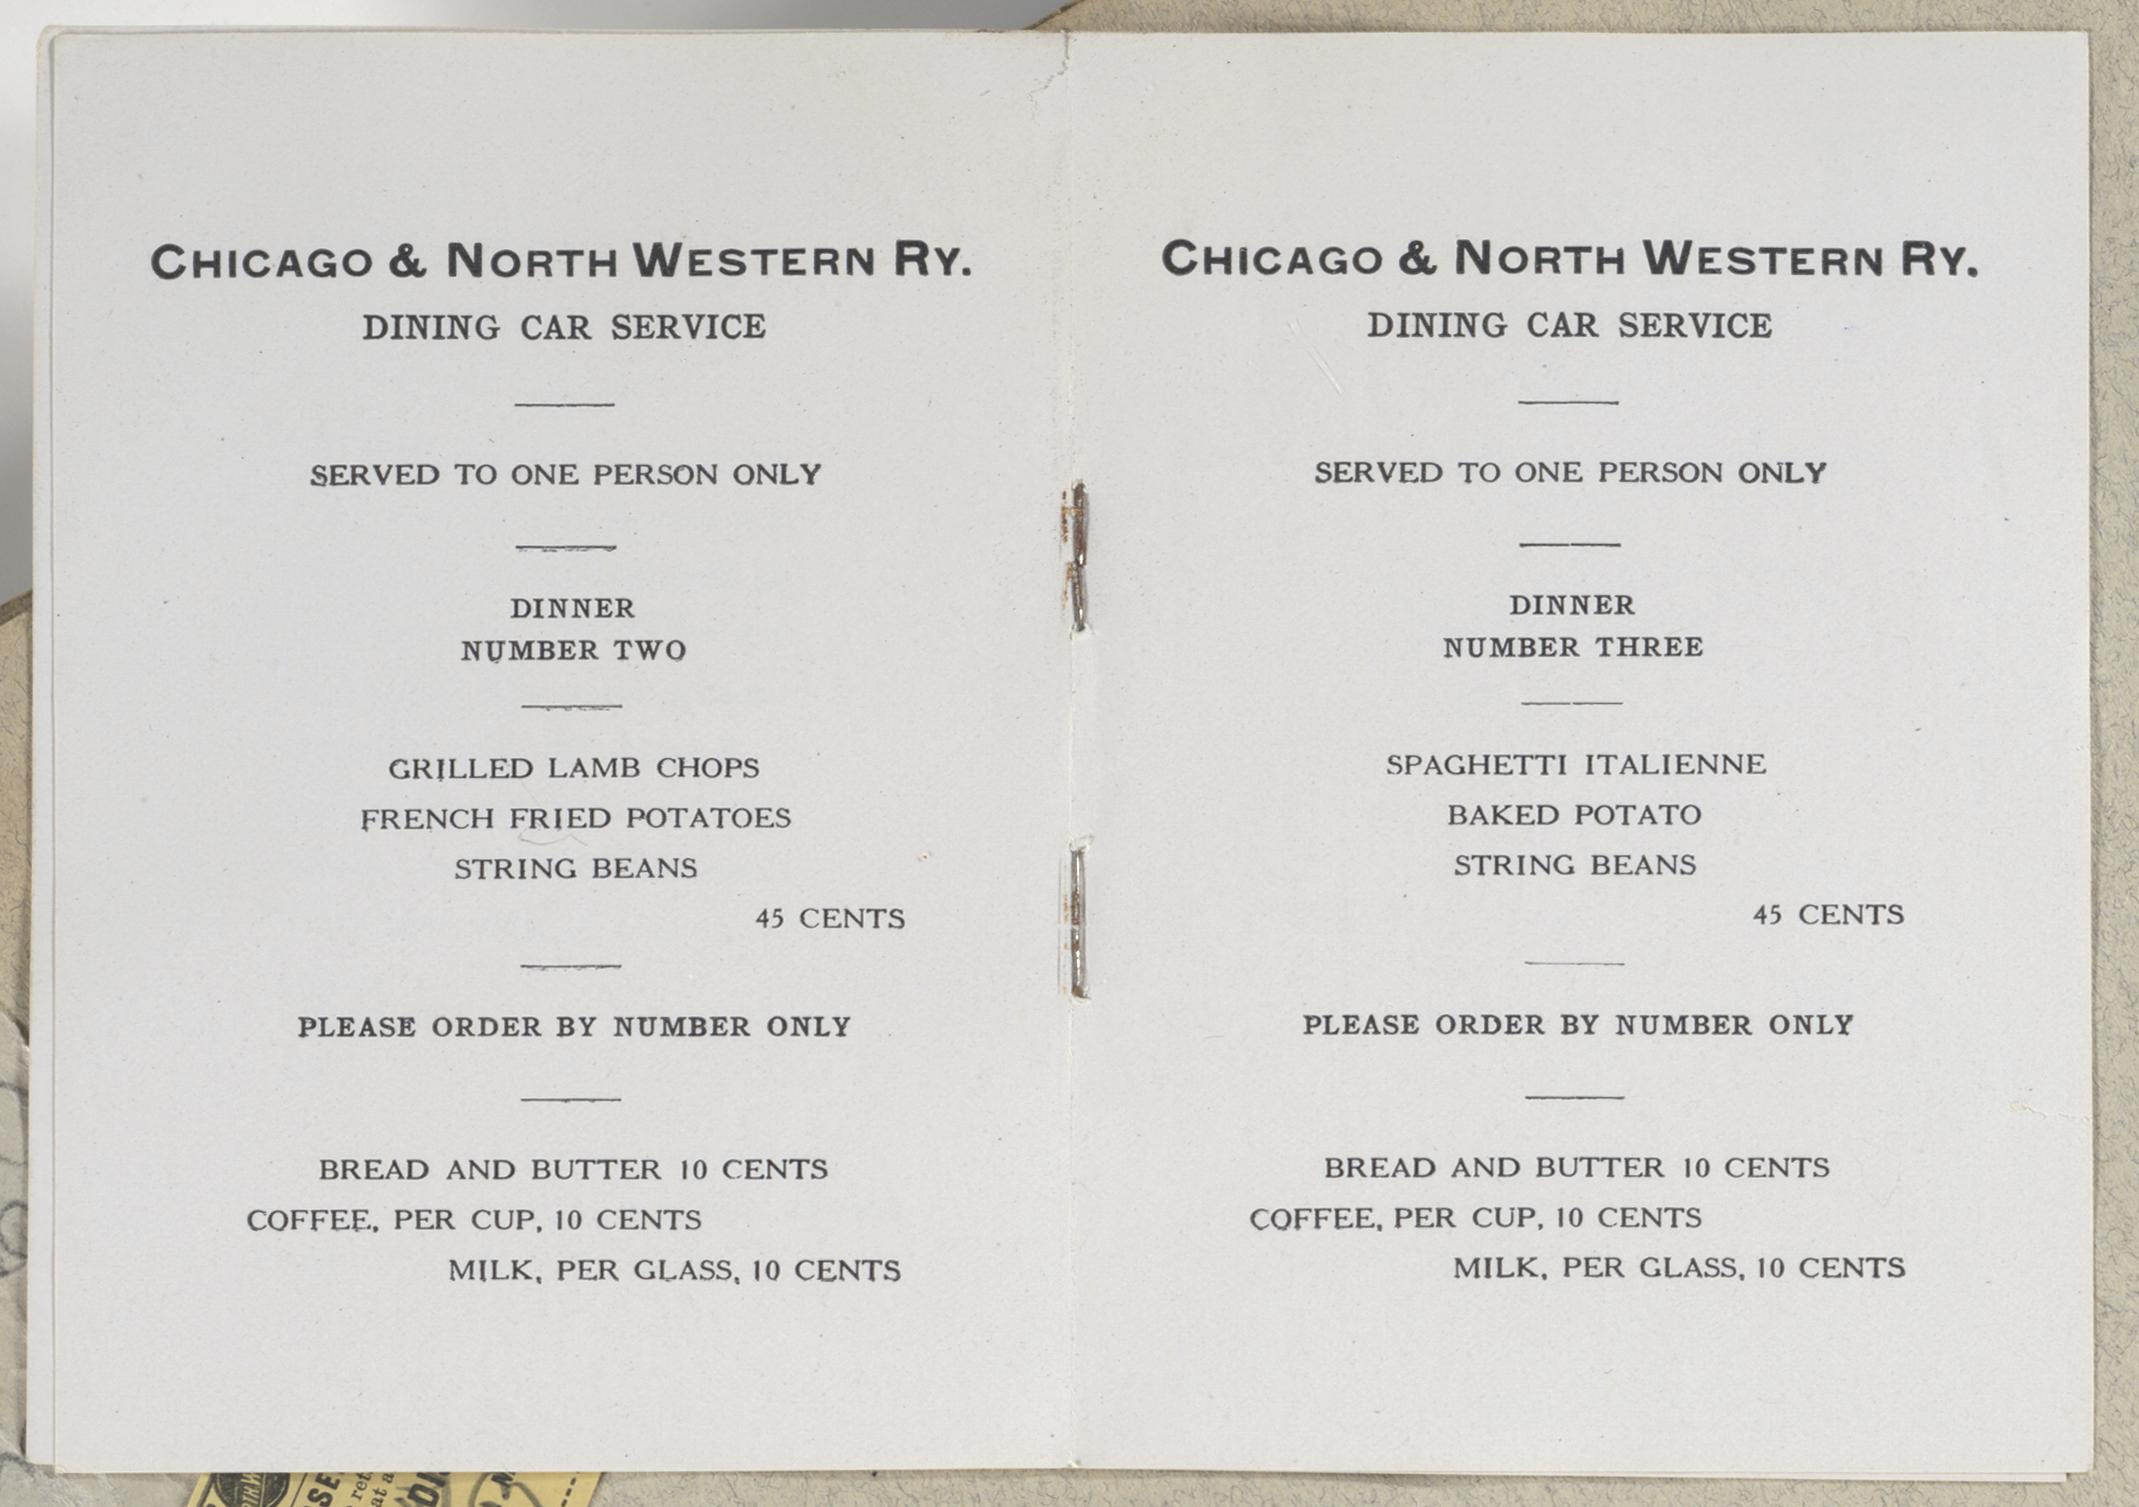 CHICAGO & NORTH WESTERN RY.
DINING CAR SERVICE
SERVED TO ONE PERSON ONLY
DINNER
NUMBER TWO
GRILLED LAMB CHOPS
FRENCH FRIED POTATOES
STRING BEANS
45 CENTS
PLEASE ORDER BY NUMBER ONLY
BREAD AND BUTTER 10 CENTS
COFFEE, PER CUP, 10 CENTS
MILK, PER GLASS, 10 CENTS
CHICAGO & NORTH WESTERN RY.
DINING CAR SERVICE
SERVED TO ONE PERSON ONLY
DINNER
NUMBER THREE
SPAGHETTI ITALIENNE
BAKED POTATO
STRING BEANS
45 CENTS
PLEASE ORDER BY NUMBER ONLY
BREAD AND BUTTER 10 CENTS
COFFEE, PER CUP, 10 CENTS
MILK, PER GLASS, 10 CENTS